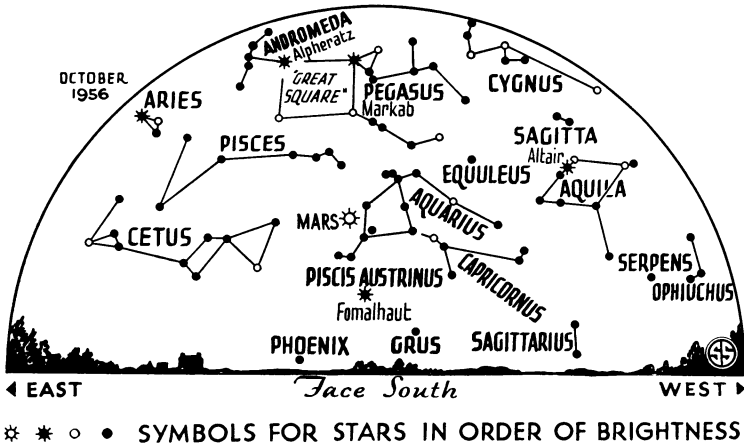 ANDROMEDA
Alpheratz
OCTOBER
1956
ARIES
"GREAT
SQUARE"
PEGASUS
Markab
CYGNUS
PISCES
SAGITTA
Altair
EQUULEUS
AQUILA
CETUS
MARS
AQUARIUS
PISCIS AUSTRINUS
Fomalhaut
CAPRICORNUS
SERPENS
OPHIUCHUS
PHOENIX
GRUS
SAGITTARIUS
SS
EAST
Face South
WEST
SYMBOLS FOR STARS IN ORDER OF BRIGHTNESS